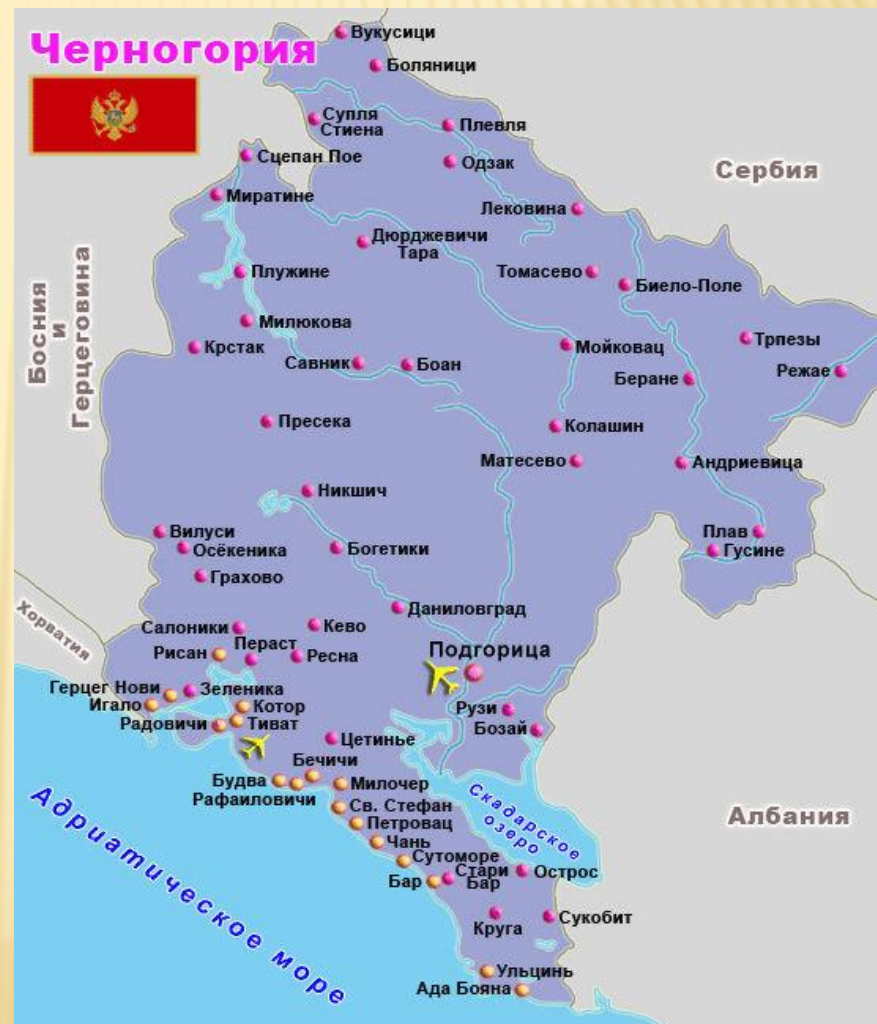 Черногория
Вукусици
Боляници
Супля
Стиена
Плевля
Сцепан Пое
Одзак
Сербия
Миратине
Лековина
Дюрджевичи
Тара
Плужине
Томасево
Биело-Поле
Босния
и
Герцеговина
Милюкова
Крстак
Савник
Боан
Мойковац
Трпезы
Беране
Режае
Пресека
Колашин
Матесево
Андриевица
Никшич
Вилуси
Осёкеника
Богетики
Плав
Гусине
Грахово
Даниловград
Хорватия
Салоники
Кево
Пераст
Рисан
Ресна
Подгорица
Герцег Нови
Зеленика
Игало
Котор
Рузи
Радовичи
Тиват
Бозай
Цетинье
Бечичи
Будва
Милочер
Рафаиловичи
Св. Стефан
Скадарское
озеро
Албания
Адриатическое море
Петровац
Чань
Сутоморе
Стари
Бар
Бар
Острос
Круга
Сукобит
Ульцинь
Ада Бояна